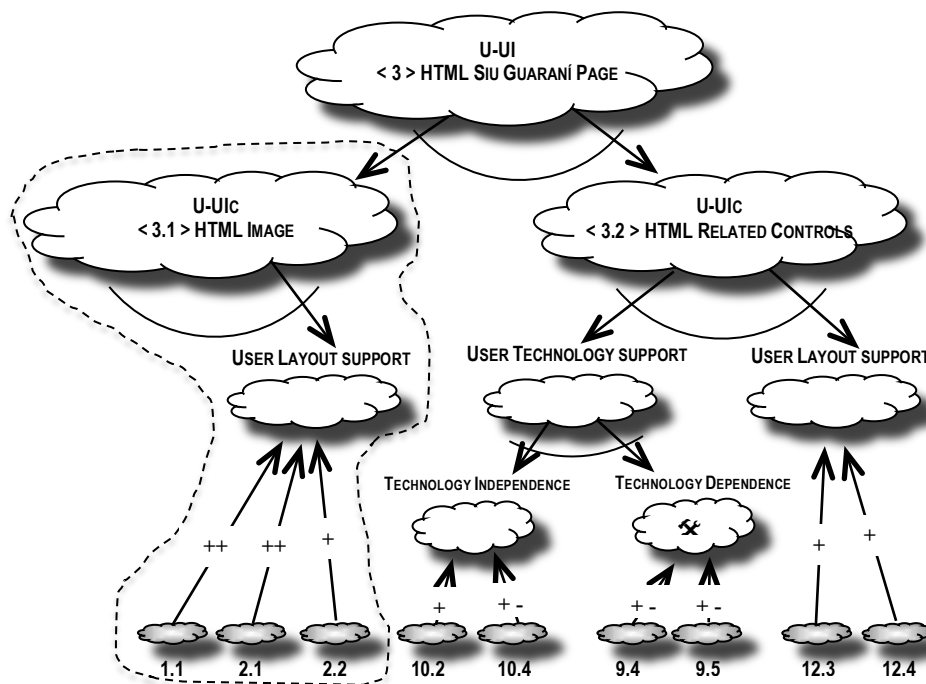 U-UI
< 3 > HTML SIU GUARANÍ PAGE
U-UIC
< 3.1 > HTML IMAGE
U-UIC
< 3.2 > HTML RELATED CONTROLS
USER LAYOUT SUPPORT
USER TECHNOLOGY SUPPORT
USER LAYOUT SUPPORT
TECHNOLOGY INDEPENDENCE
TECHNOLOGY DEPENDENCE
++ ++ + + +
+ + - + - + -
1.1 2.1 2.2 10.2 10.4 9.4 9.5 12.3 12.4